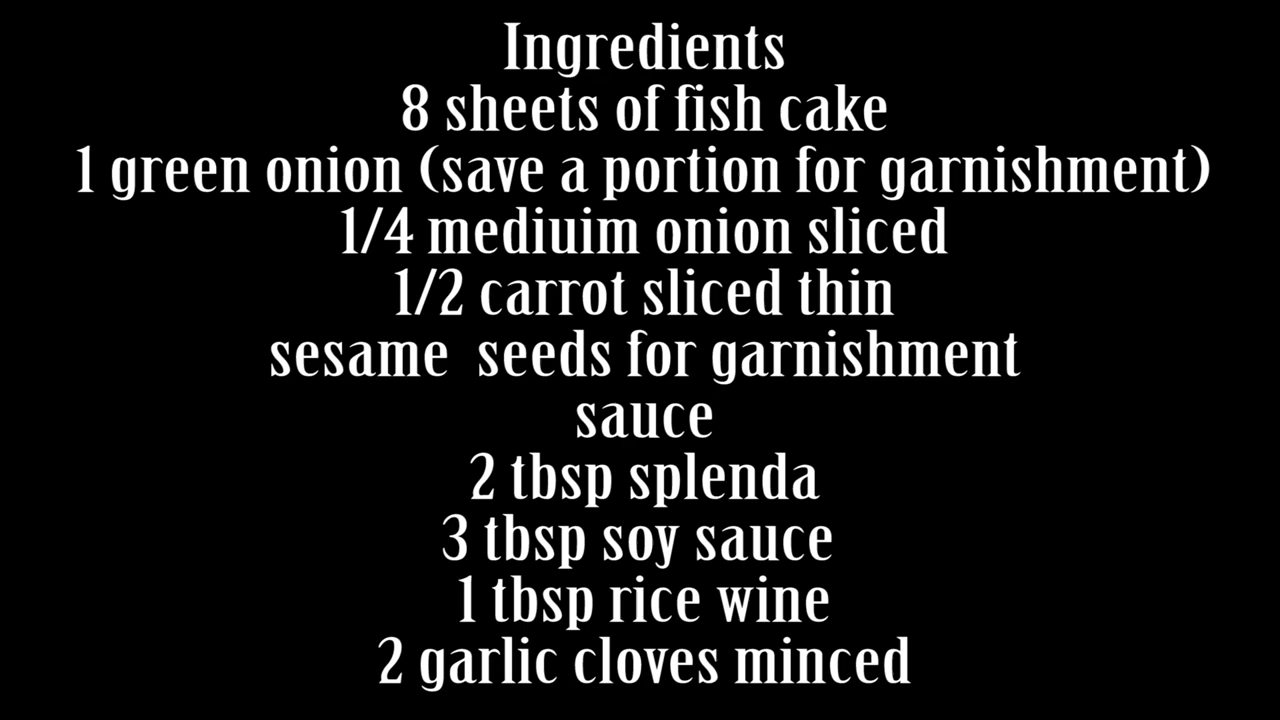 Ingredients
8 sheets of fish cake
1 green onion (save a portion for garnishment)
1/4 mediuim onion sliced
1/2 carrot sliced thin
sesame  seeds for garnishment
sauce
2 tbsp splenda
3 tbsp soy sauce
1 tbsp rice wine
2 garlic cloves minced